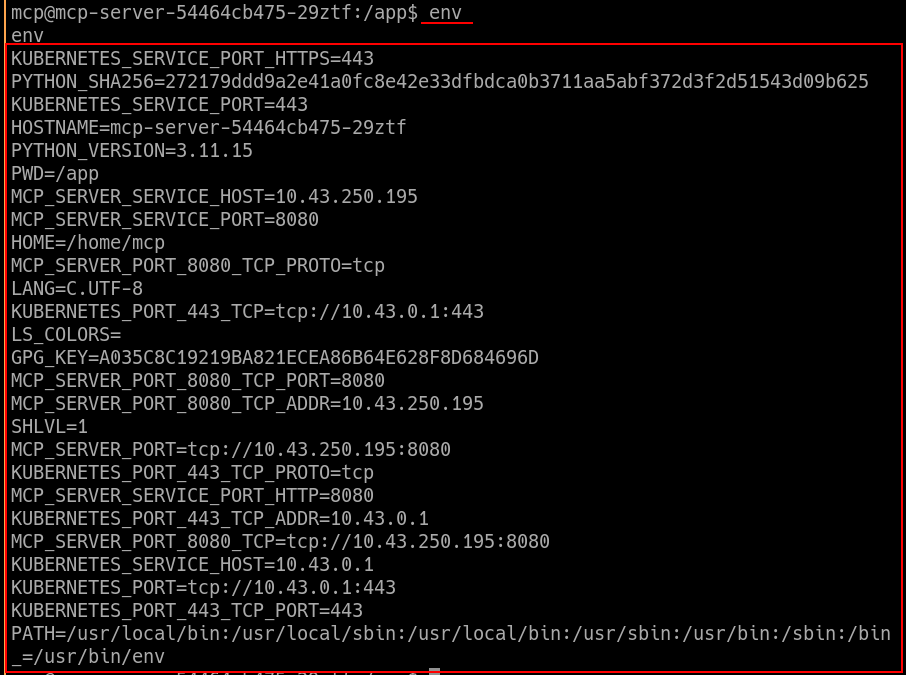 mcp@mcp-server-54464cb475-29ztf:/app$ env
env
KUBERNETES_SERVICE_PORT_HTTPS=443
PYTHON_SHA256=272179ddd9a2e41a0fc8e42e33dfbdca0b3711aa5abf372d3f2d51543d09b625
KUBERNETES_SERVICE_PORT=443
HOSTNAME=mcp-server-54464cb475-29ztf
PYTHON_VERSION=3.11.15
PWD=/app
MCP_SERVER_SERVICE_HOST=10.43.250.195
MCP_SERVER_SERVICE_PORT=8080
HOME=/home/mcp
MCP_SERVER_PORT_8080_TCP_PROTO=tcp
LANG=C.UTF-8
KUBERNETES_PORT_443_TCP=tcp://10.43.0.1:443
LS_COLORS=
GPG_KEY=A035C8C19219BA821ECEA86B64E628F8D684696D
MCP_SERVER_PORT_8080_TCP_PORT=8080
MCP_SERVER_PORT_8080_TCP_ADDR=10.43.250.195
SHLVL=1
MCP_SERVER_PORT=tcp://10.43.250.195:8080
KUBERNETES_PORT_443_TCP_PROTO=tcp
MCP_SERVER_SERVICE_PORT_HTTP=8080
KUBERNETES_PORT_443_TCP_ADDR=10.43.0.1
MCP_SERVER_PORT_8080_TCP=tcp://10.43.250.195:8080
KUBERNETES_SERVICE_HOST=10.43.0.1
KUBERNETES_PORT=tcp://10.43.0.1:443
KUBERNETES_PORT_443_TCP_PORT=443
PATH=/usr/local/bin:/usr/local/sbin:/usr/local/bin:/usr/sbin:/usr/bin:/sbin:/bin
_=/usr/bin/env